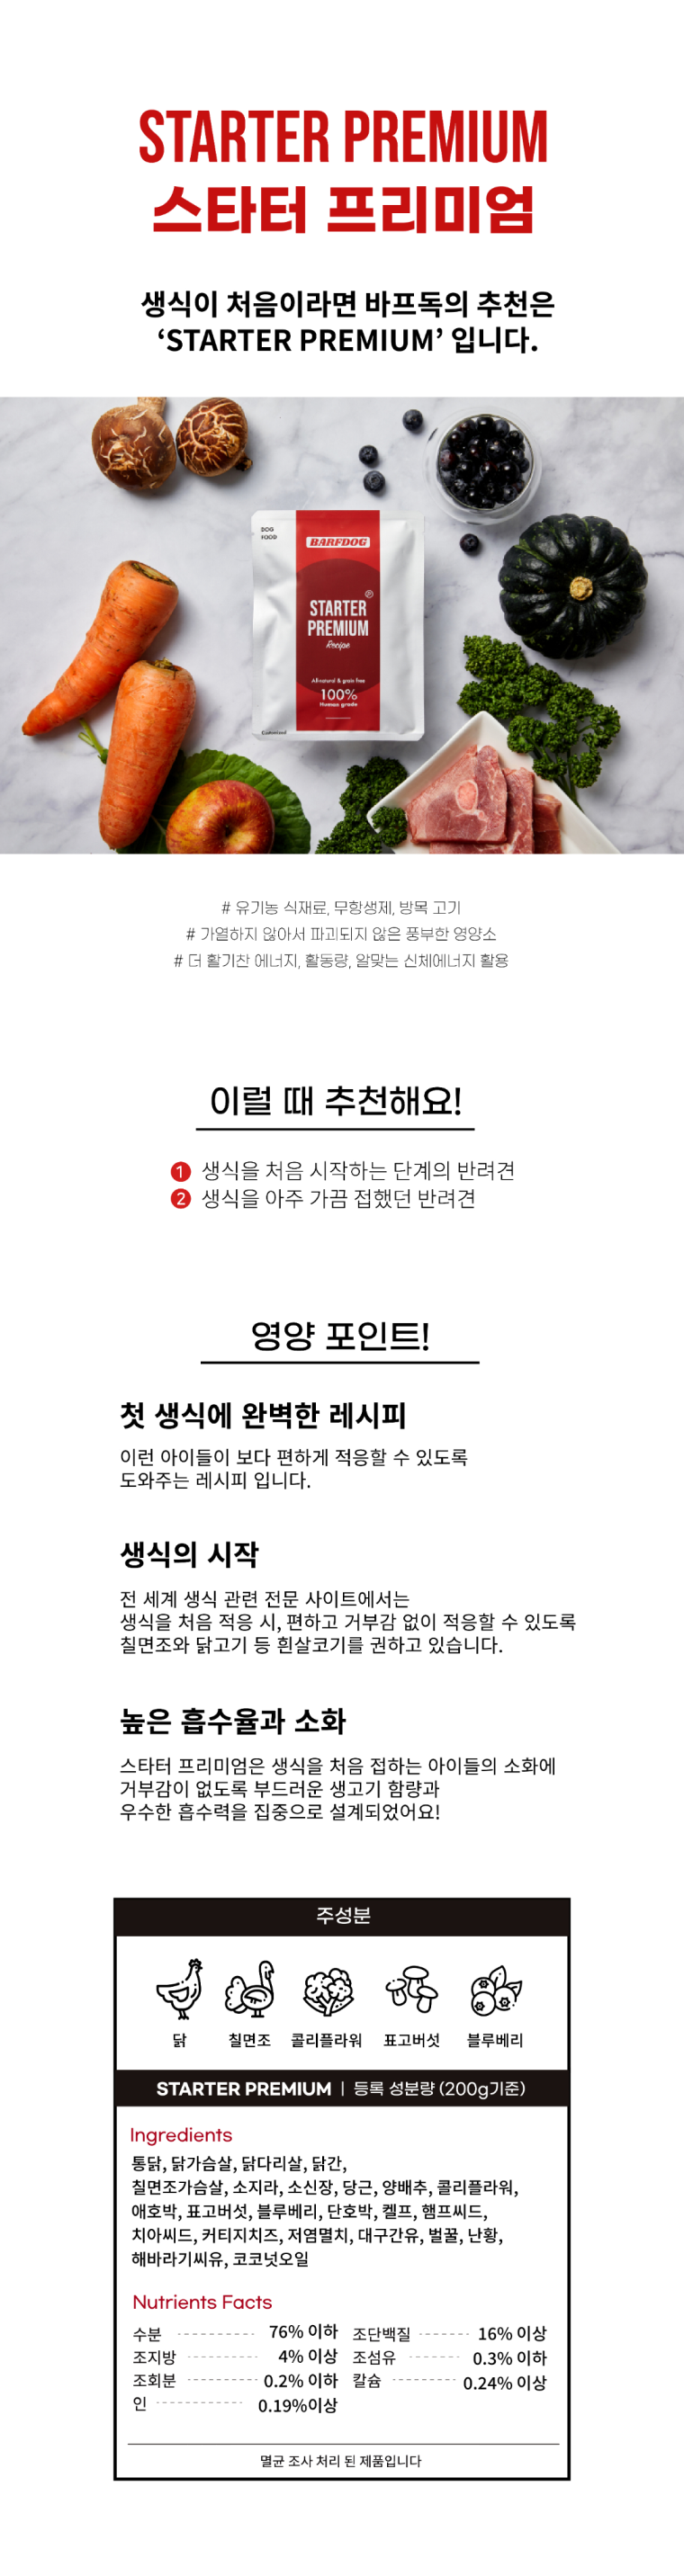 STARTER PREMIUM
스타터 프리미엄
생식이 처음이라면 바프독의 추천은
‘STARTER PREMIUM’ 입니다.
DOG
FOOD
BARFDOG
STARTER
PREMIUM
Recipe
All-natural & grain free
100%
Human grade
# 유기농 식재료, 무항생제, 방목 고기
# 가열하지 않아서 파괴되지 않은 풍부한 영양소
# 더 활기찬 에너지, 활동량, 알맞는 신체에너지 활용
이럴 때 추천해요!
1 생식을 처음 시작하는 단계의 반려견
2 생식을 아주 가끔 접했던 반려견
영양 포인트!
첫 생식에 완벽한 레시피
이런 아이들이 보다 편하게 적응할 수 있도록
도와주는 레시피 입니다.
생식의 시작
전 세계 생식 관련 전문 사이트에서는
생식을 처음 적응 시, 편하고 거부감 없이 적응할 수 있도록
칠면조와 닭고기 등 흰살코기를 권하고 있습니다.
높은 흡수율과 소화
스타터 프리미엄은 생식을 처음 접하는 아이들의 소화에
거부감이 없도록 부드러운 생고기 함량과
우수한 흡수력을 집중으로 설계되었어요!
주성분
닭 칠면조 콜리플라워 표고버섯 블루베리
STARTER PREMIUM | 등록 성분량 (200g기준)
Ingredients
통닭, 닭가슴살, 닭다리살, 닭간,
칠면조가슴살, 소지라, 소신장, 당근, 양배추, 콜리플라워,
애호박, 표고버섯, 블루베리, 단호박, 켈프, 햄프씨드,
치아씨드, 커티지치즈, 저염멸치, 대구간유, 벌꿀, 난황,
해바라기씨유, 코코넛오일
Nutrients Facts
수분 76% 이하 조단백질 16% 이상
조지방 4% 이상 조섬유 0.3% 이하
조회분 0.2% 이하 칼슘 0.24% 이상
인 0.19%이상
멸균 조사 처리 된 제품입니다